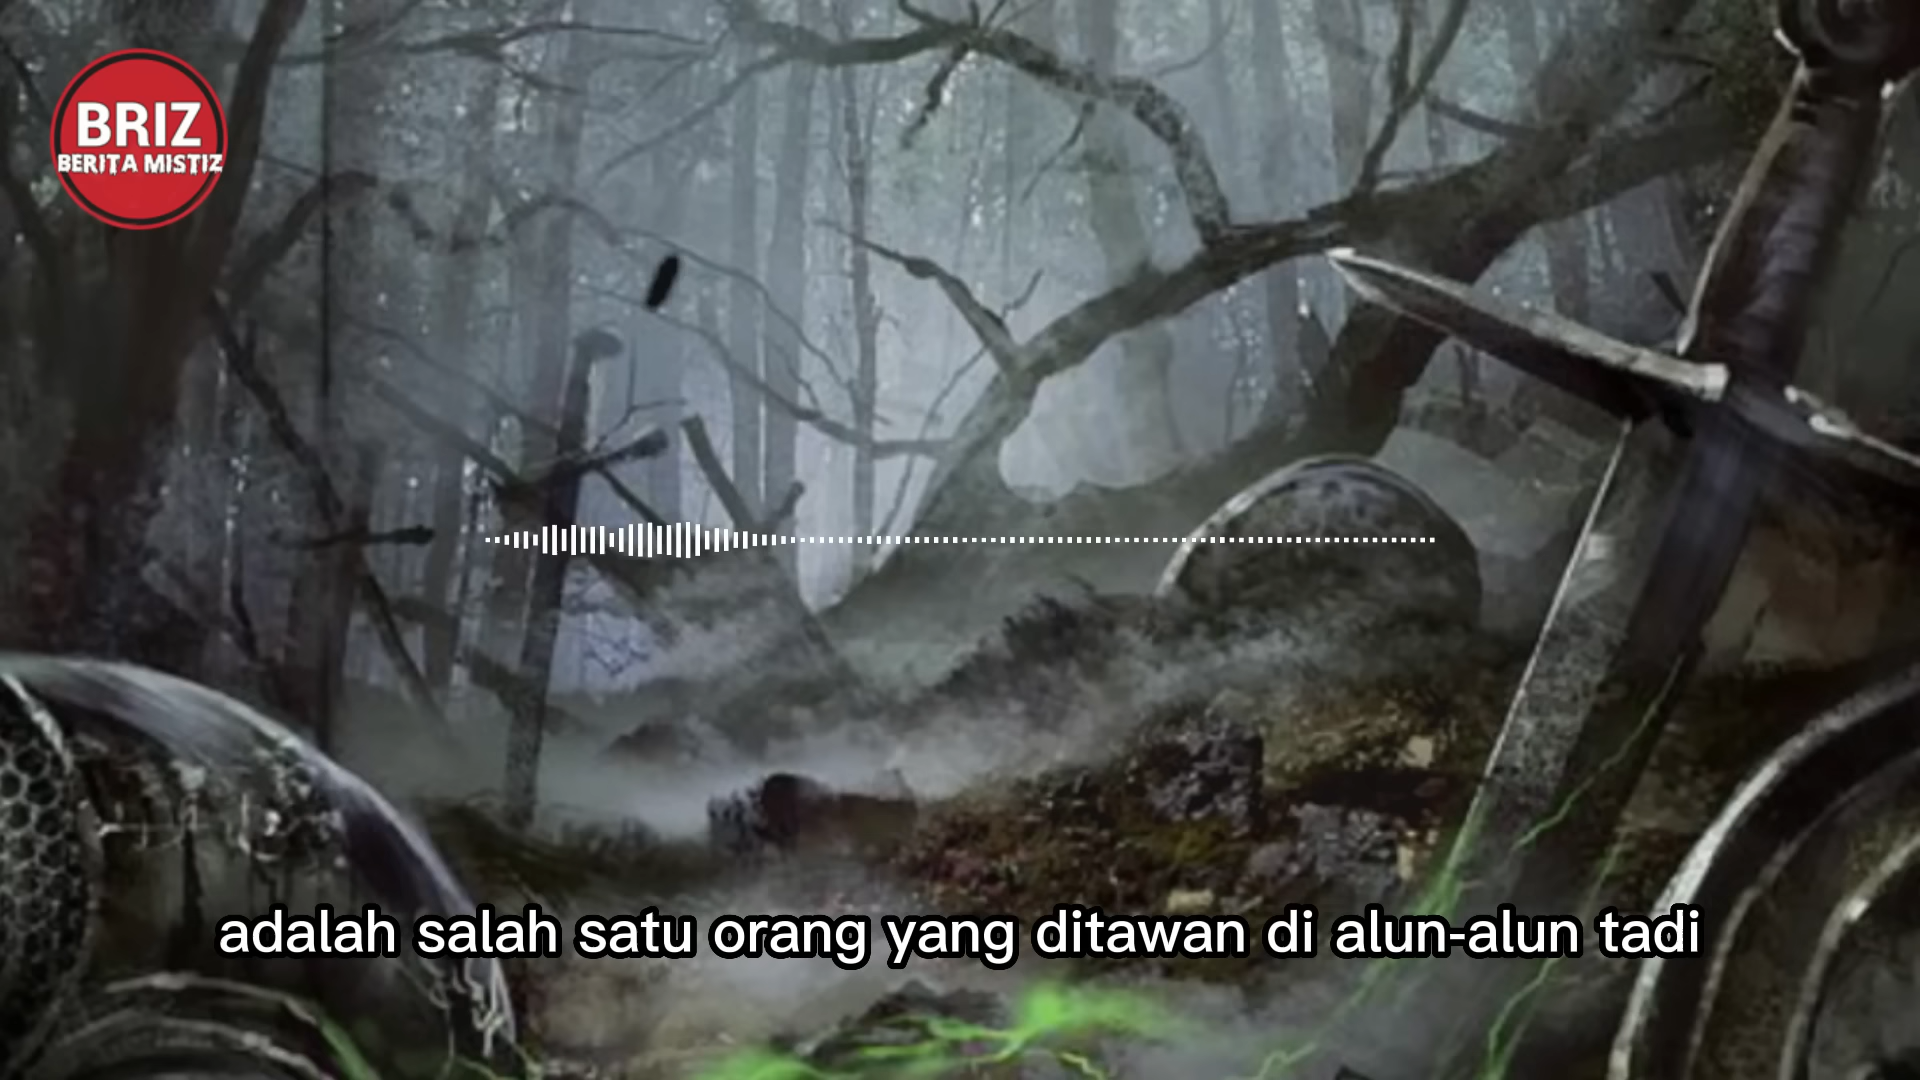 BRIZ
BERITA MISTIZ
adalah salah satu orang yang ditawan di alun-alun tadi